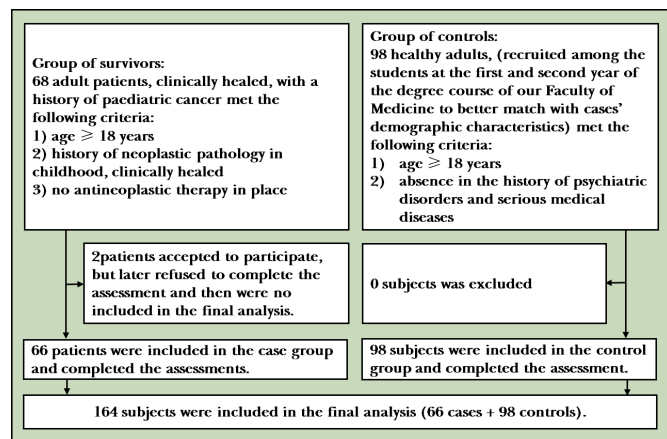 Group of survivors:
68 adult patients, clinically healed, with a
history of paediatric cancer met the
following criteria:
1) age ⩾ 18 years
2) history of neoplastic pathology in
childhood, clinically healed
3) no antineoplastic therapy in place
Group of controls:
98 healthy adults, (recruited among the
students at the first and second year of
the degree course of our Faculty of
Medicine to better match with cases'
demographic characteristics) met the
following criteria:
1) age ⩾ 18 years
2) absence in the history of psychiatric
disorders and serious medical
diseases
2patients accepted to participate,
but later refused to complete the
assessment and then were no
included in the final analysis.
0 subjects was excluded
66 patients were included in the case group
and completed the assessments.
98 subjects were included in the control
group and completed the assessment.
164 subjects were included in the final analysis (66 cases + 98 controls).